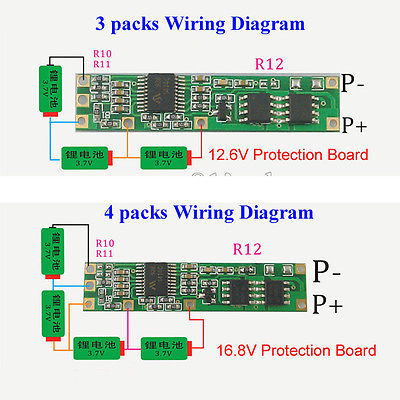 3 packs Wiring Diagram
R10
R11
R12
P-
P+
锂电池
3.7V
锂电池
3.7V
锂电池
3.7V
12.6V Protection Board
4 packs Wiring Diagram
R10
R11
R12
P-
P+
锂电池
3.7V
锂电池
3.7V
锂电池
3.7V
锂电池
3.7V
16.8V Protection Board